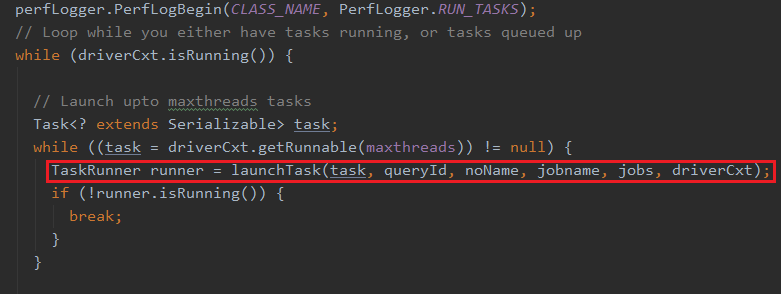 perfLogger.PerfLogBegin(CLASS_NAME, PerfLogger.RUN_TASKS);
// Loop while you either have tasks running, or tasks queued up
while (driverCxt.isRunning()) {
// Launch upto maxthreads tasks
Task<? extends Serializable> task;
while ((task = driverCxt.getRunnable(maxthreads)) != null) {
TaskRunner runner = launchTask(task, queryId, noName, jobname, jobs, driverCxt);
if (!runner.isRunning()) {
break;
}
}